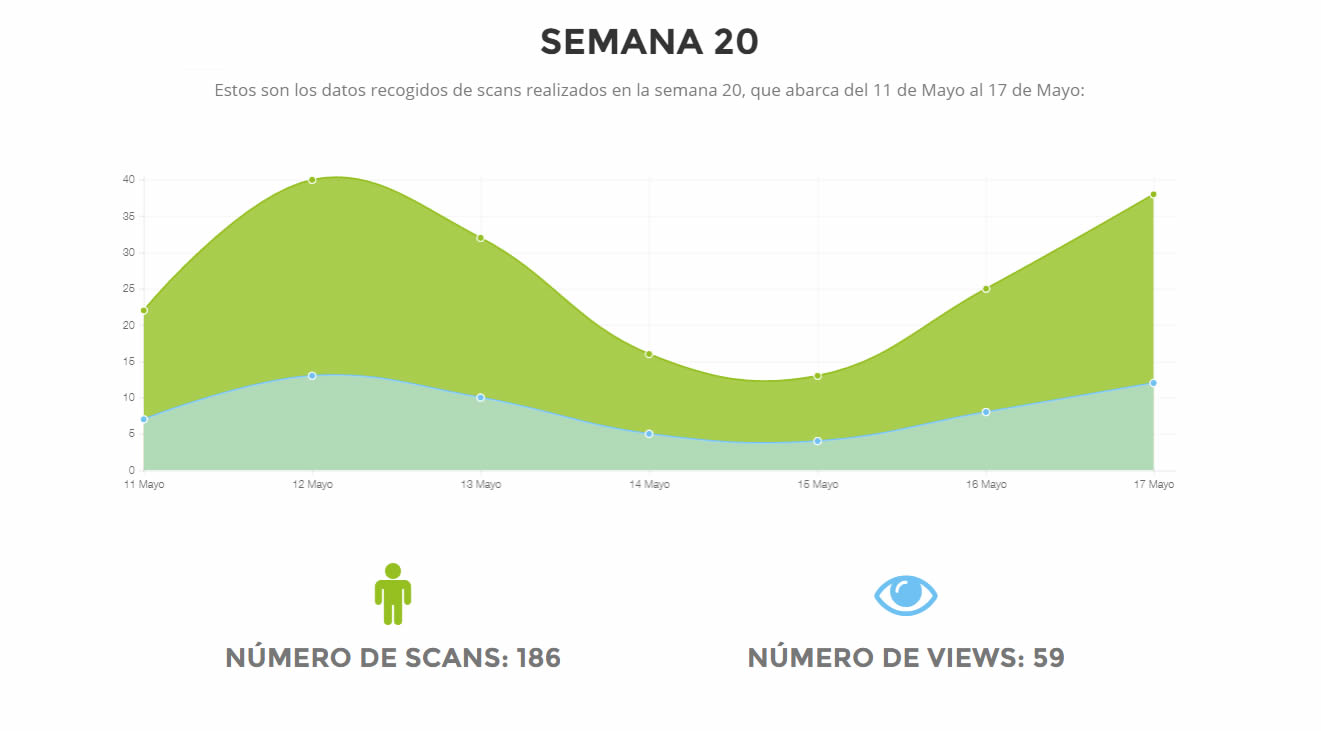 SEMANA 20
Estos son los datos recogidos de scans realizados en la semana 20, que abarca del 11 de Mayo al 17 de Mayo:
40
35
30
25
20
15
10
5
0
11 Mayo 12 Mayo 13 Mayo 14 Mayo 15 Mayo 16 Mayo 17 Mayo
NÚMERO DE SCANS: 186 NÚMERO DE VIEWS: 59